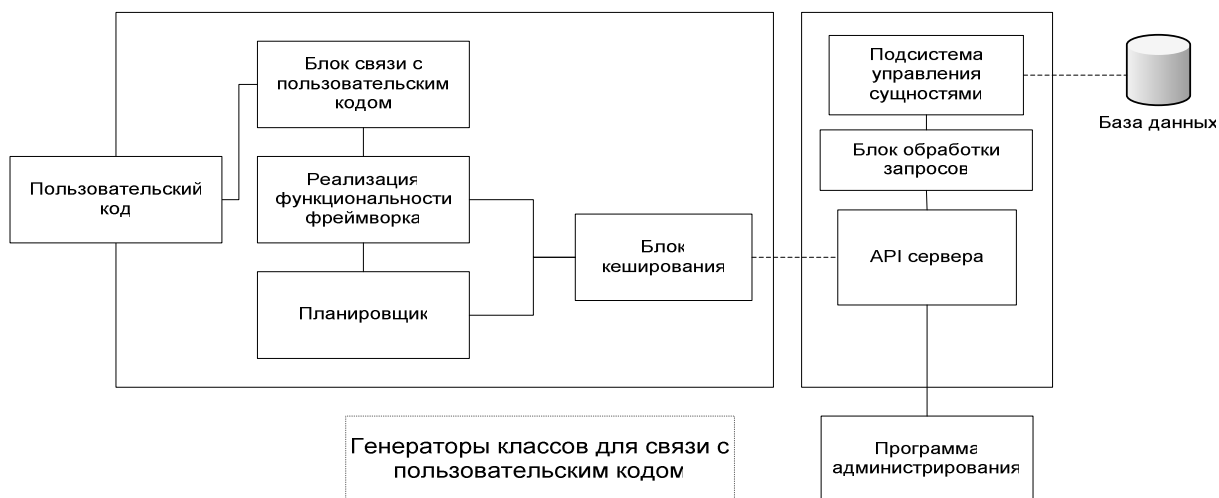 Блок связи с
пользовательским
кодом
Подсистема
управления
сущностями
База данных
Блок обработки
запросов
Пользовательский
код
Реализация
функциональности
фреймворка
Блок
кеширования
API сервера
Планировщик
Генераторы классов для связи с
пользовательским кодом
Программа
администрирования